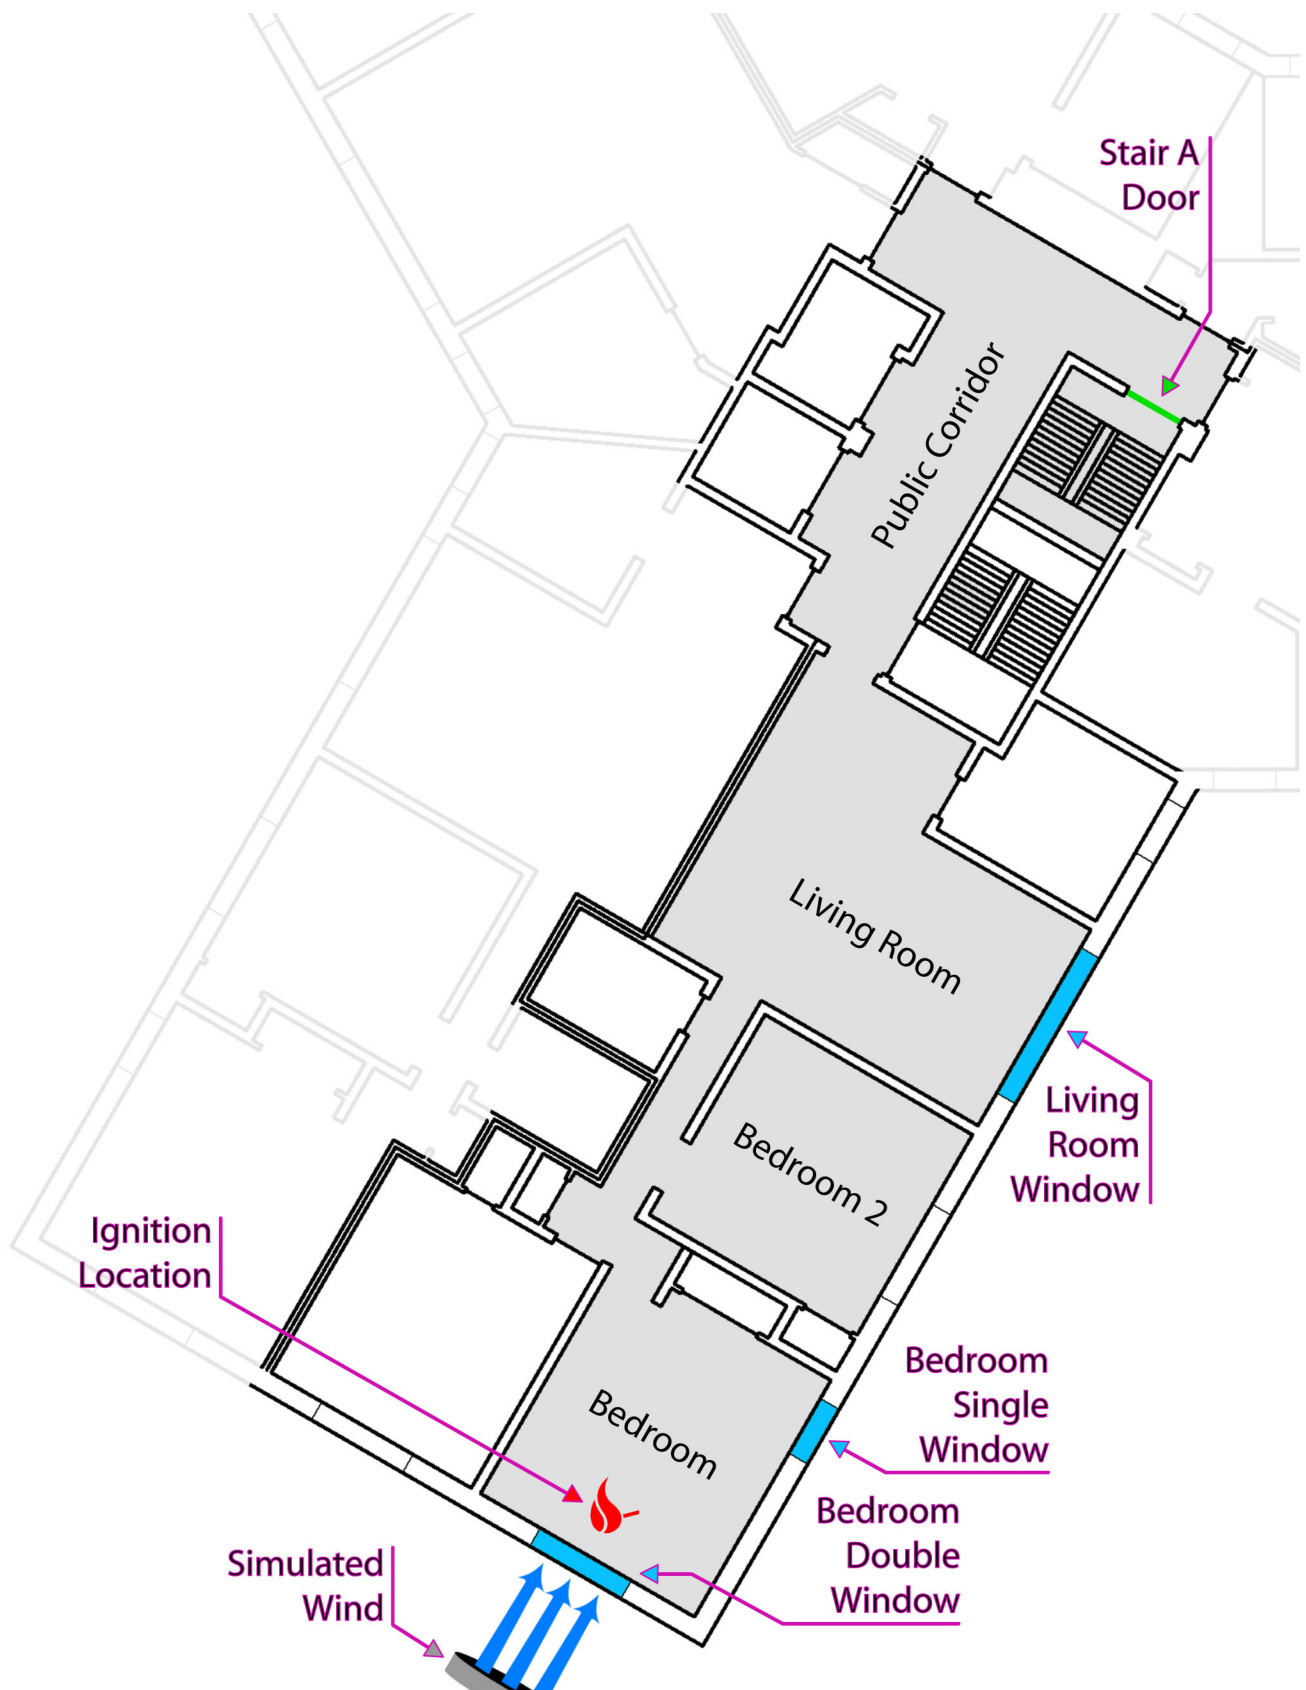 Stair A
Door
Public Corridor
Living Room
Living
Room
Window
Bedroom 2
Ignition
Location
Bedroom
Single
Window
Bedroom
Bedroom
Double
Window
Simulated
Wind